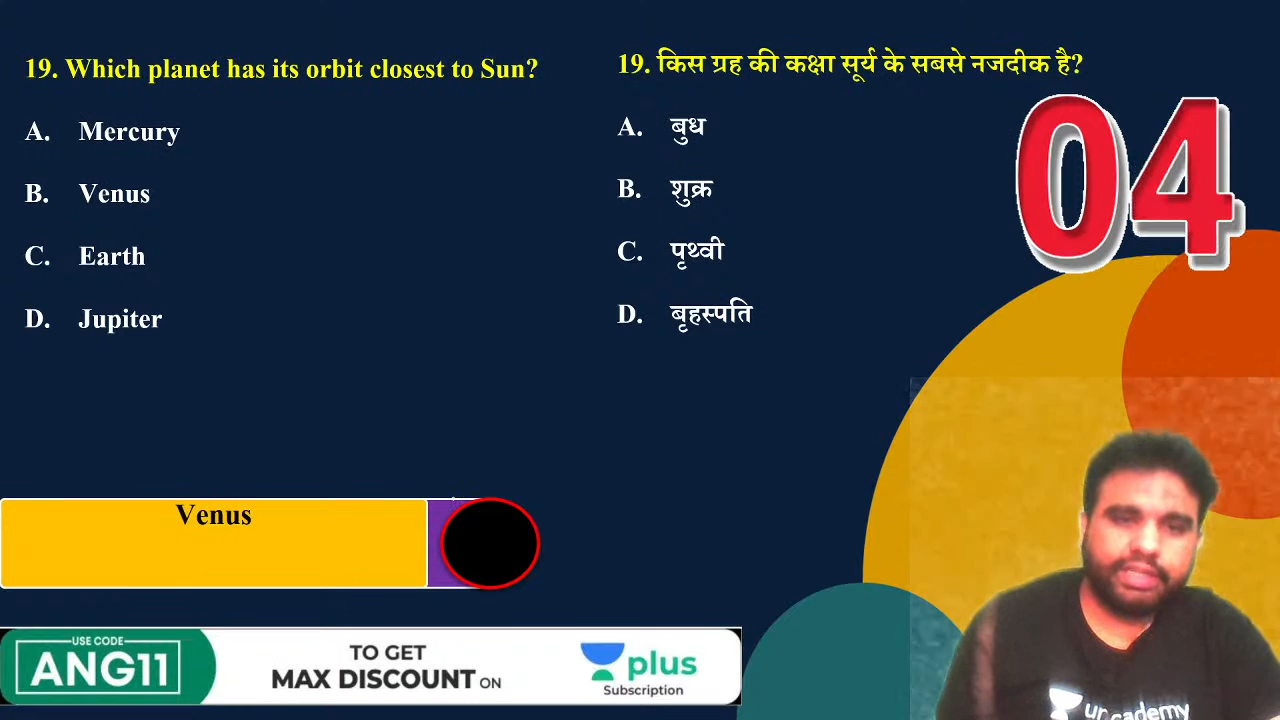 19. Which planet has its orbit closest to Sun?
A. Mercury
B. Venus
C. Earth
D. Jupiter
19. किस ग्रह की कक्षा सूर्य के सबसे नजदीक है?
A. बुध
B. शुक्र
C. पृथ्वी
D. बृहस्पति
04
Venus
USE CODE
ANG11
TO GET
MAX DISCOUNT ON
plus
Subscription